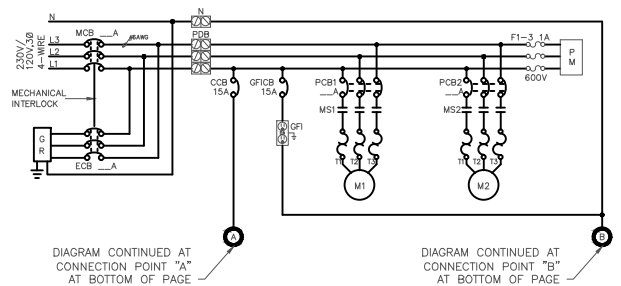 N
N
MCB __A
#6AWG
PDB
F1-3 1A
230V/
120V,3Ø
4-WIRE
L3
L2
L1
P
M
600V
CCB
15A
GFICB
15A
PCB1
__A
PCB2
__A
MECHANICAL
INTERLOCK
MS1
MS2
GFI
G
R
T1 T2 T3
T1 T2 T3
ECB __A
M1
M2
A
B
DIAGRAM CONTINUED AT
CONNECTION POINT "A"
AT BOTTOM OF PAGE
DIAGRAM CONTINUED AT
CONNECTION POINT "B"
AT BOTTOM OF PAGE